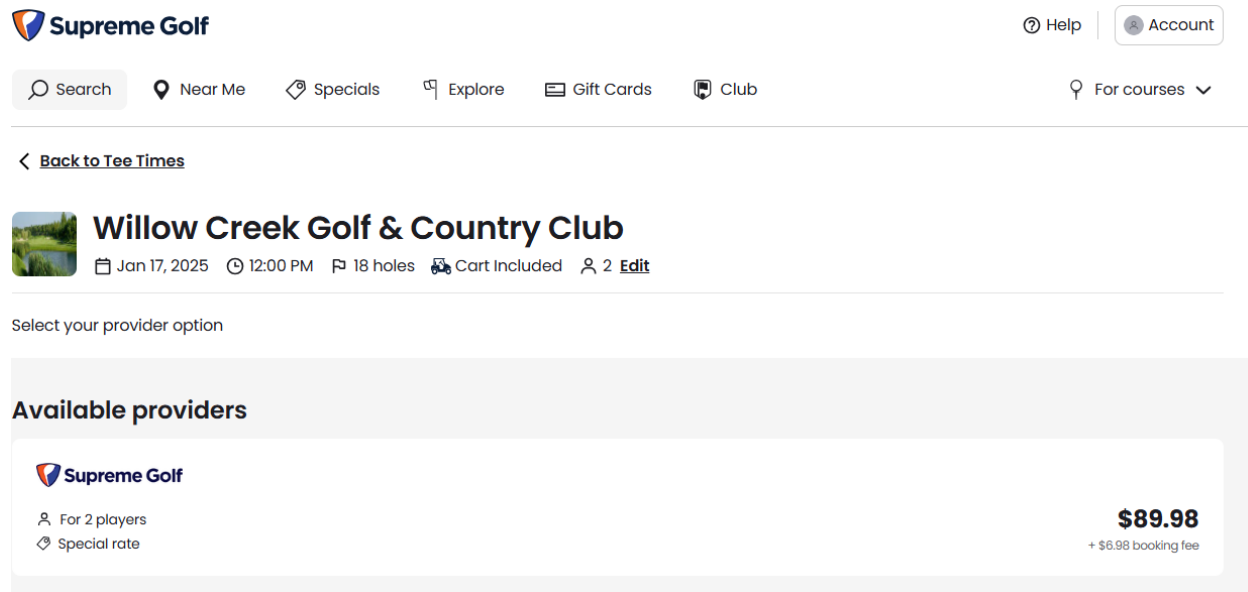 Supreme Golf
Help
Account
Search
Near Me
Specials
Explore
Gift Cards
Club
For courses
Back to Tee Times
Willow Creek Golf & Country Club
Jan 17, 2025 12:00 PM 18 holes Cart Included 2 Edit
Select your provider option
Available providers
Supreme Golf
For 2 players
Special rate
$89.98
+ $6.98 booking fee